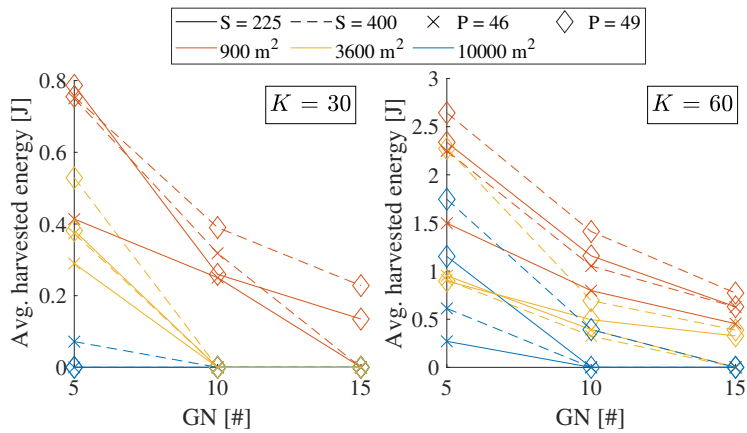 S = 225 S = 400 P = 46 P = 49
900 m² 3600 m² 10000 m²
K = 30
Avg. harvested energy [J]
0.8
0.6
0.4
0.2
0
5 10 15
GN [#]
K = 60
Avg. harvested energy [J]
3
2.5
2
1.5
1
0.5
0
5 10 15
GN [#]